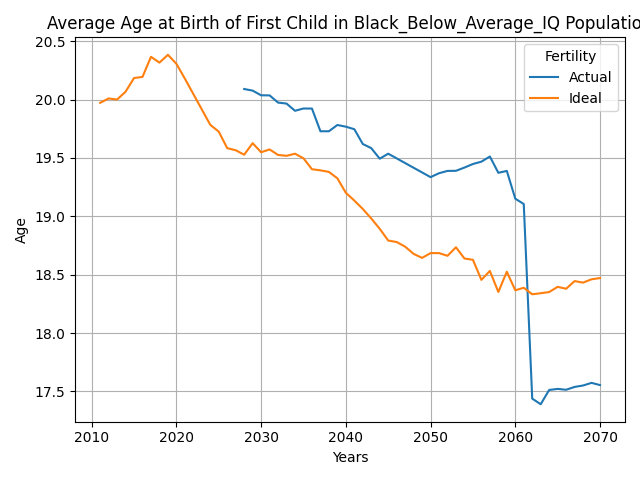 Average Age at Birth of First Child in Black_Below_Average_IQ Populatio
20.5
20.0
19.5
19.0
18.5
18.0
17.5
Age
Fertility
Actual
Ideal
2010 2020 2030 2040 2050 2060 2070
Years